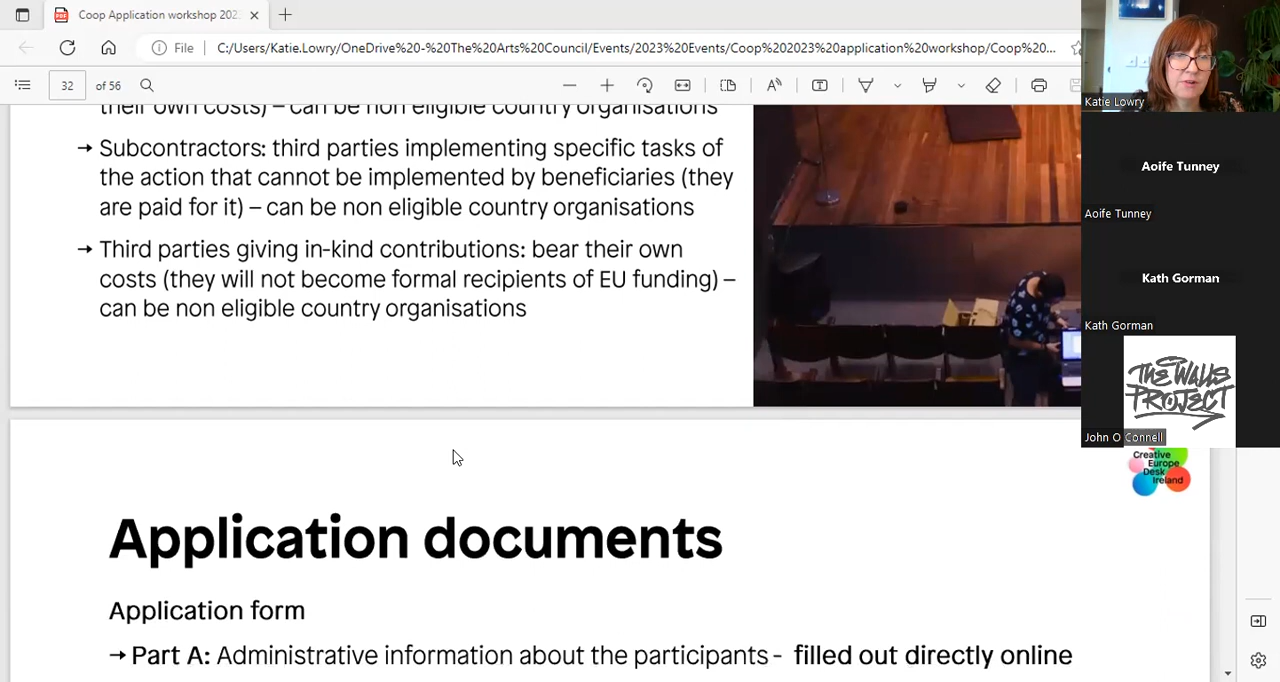 Coop Application workshop 202
File
C:/Users/Katie.Lowry/OneDrive%20-%20The%20Arts%20Council/Events/2023%20Events/Coop%202023%20application%20workshop/Coop%20...
32 of 56
their own costs) – can be non eligible country organisations
→ Subcontractors: third parties implementing specific tasks of
the action that cannot be implemented by beneficiaries (they
are paid for it) – can be non eligible country organisations
→ Third parties giving in-kind contributions: bear their own
costs (they will not become formal recipients of EU funding) –
can be non eligible country organisations
Katie Lowry
Aoife Tunney
Aoife Tunney
Kath Gorman
Kath Gorman
THE WALLS
PROJECT
John O Connell
Creative
Europe
Desk
Ireland
Application documents
Application form
→ Part A: Administrative information about the participants - filled out directly online